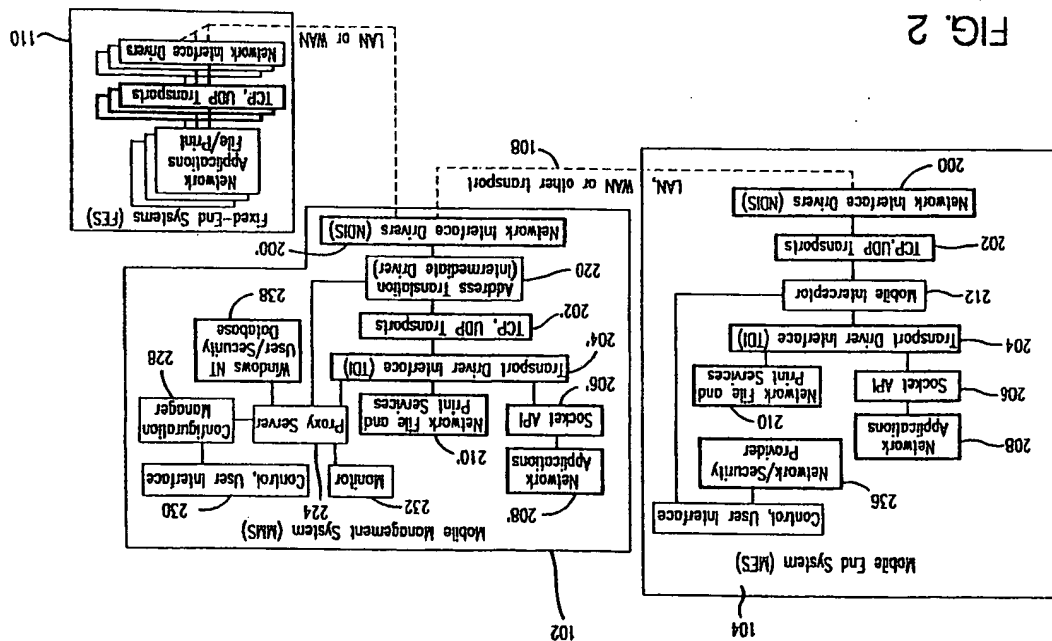 104
Mobile End System (MES)
Control, User Interface
236
Network/Security
Provider
208
Network
Applications
206
Socket API
210
Network File and
Print Services
204
Transport Driver Interface (TDI)
212
Mobile Interceptor
202
TCP,UDP Transports
200
Network Interface Drivers (NDIS)
102
Mobile Management System (MMS)
208'
Network
Applications
206'
Socket API
232
Monitor
224
230
Control, User Interface
210'
Network File and
Print Services
Proxy
Server
228
Configuration
Manager
204'
Transport Driver Interface (TDI)
238
Windows NT
User/Security
Database
202'
TCP, UDP Transports
220
Address Translation
(Intermediate Driver)
200'
Network Interface Drivers (NDIS)
LAN,
WAN or other transport
108
Fixed-End Systems (FES)
Network
Applications
File/Print
TCP, UDP Transports
Network Interface Drivers
LAN or WAN
110
FIG. 2